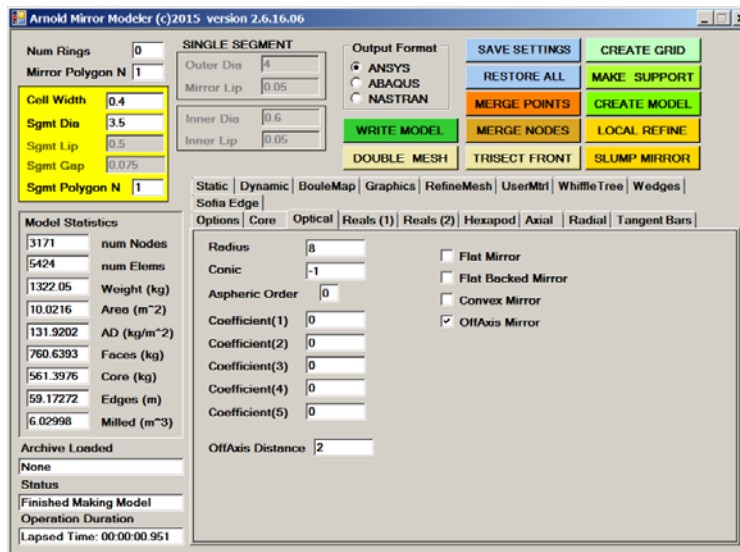 Arnold Mirror Modeler (c)2015 version 2.6.16.06
Num Rings 0
Mirror Polygon N 1
Cell Width 0.4
Sgmt Dia 3.5
Sgmt Lip 0.5
Sgmt Gap 0.075
Sgmt Polygon N 1
SINGLE SEGMENT
Outer Dia 4
Mirror Lip 0.05
Inner Dia 0.6
Inner Lip 0.05
Output Format
ANSYS
ABAQUS
NASTRAN
WRITE MODEL
DOUBLE MESH
SAVE SETTINGS CREATE GRID
RESTORE ALL MAKE SUPPORT
MERGE POINTS CREATE MODEL
MERGE NODES LOCAL REFINE
TRISECT FRONT SLUMP MIRROR
Static Dynamic BouleMap Graphics RefineMesh UserMtrl WhiffleTree Wedges
Sofia Edge
Options Core Optical Reals (1) Reals (2) Hexapod Axial Radial Tangent Bars
Model Statistics
3171 num Nodes
5424 num Elems
1322.05 Weight (kg)
10.0216 Area (m^2)
131.9202 AD (kg/m^2)
760.6393 Faces (kg)
561.3976 Core (kg)
59.17272 Edges (m)
6.02998 Milled (m^3)
Archive Loaded
None
Status
Finished Making Model
Operation Duration
Lapsed Time: 00:00:00.951
Radius 8
Conic -1
Aspheric Order 0
Coefficient(1) 0
Coefficient(2) 0
Coefficient(3) 0
Coefficient(4) 0
Coefficient(5) 0
OffAxis Distance 2
Flat Mirror
Flat Backed Mirror
Convex Mirror
OffAxis Mirror